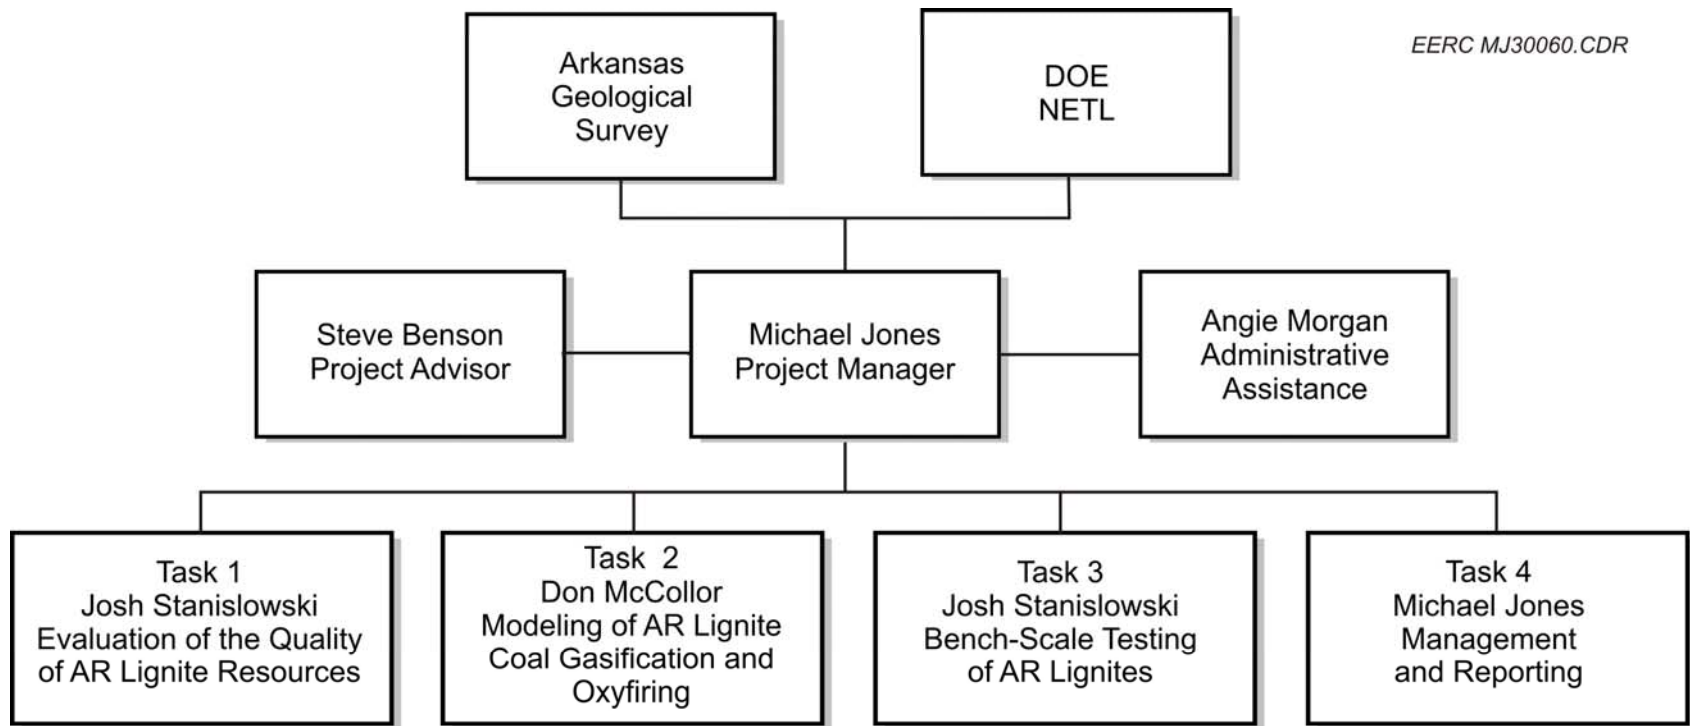 EERC MJ30060.CDR
Arkansas
Geological
Survey
DOE
NETL
Steve Benson
Project Advisor
Michael Jones
Project Manager
Angie Morgan
Administrative
Assistance
Task 1
Josh Stanislowski
Evaluation of the Quality
of AR Lignite Resources
Task 2
Don McCollor
Modeling of AR Lignite
Coal Gasification and
Oxyfiring
Task 3
Josh Stanislowski
Bench-Scale Testing
of AR Lignites
Task 4
Michael Jones
Management
and Reporting